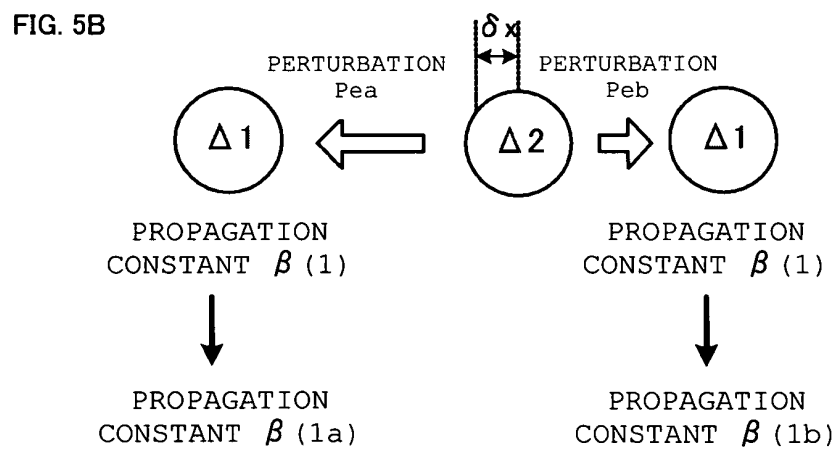 FIG. 5B
δx
PERTURBATION
Pea
PERTURBATION
Peb
Δ1
Δ2
Δ1
PROPAGATION
CONSTANT β (1)
PROPAGATION
CONSTANT β (1)
PROPAGATION
CONSTANT β (1a)
PROPAGATION
CONSTANT β (1b)